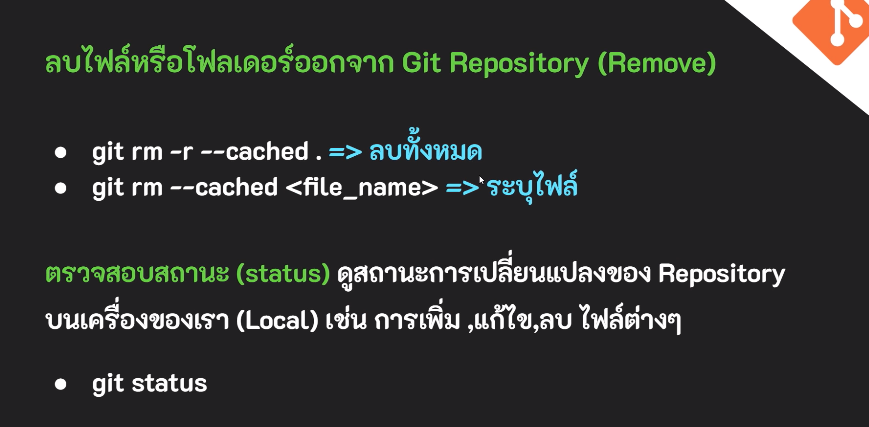 ลบไฟล์หรือโฟลเดอร์ออกจาก Git Repository (Remove)
● git rm -r --cached . => ลบทั้งหมด
● git rm --cached <file_name> => ระบุไฟล์
ตรวจสอบสถานะ (status) ดูสถานะการเปลี่ยนแปลงของ Repository
บนเครื่องของเรา (Local) เช่น การเพิ่ม ,แก้ไข,ลบ ไฟล์ต่างๆ
● git status